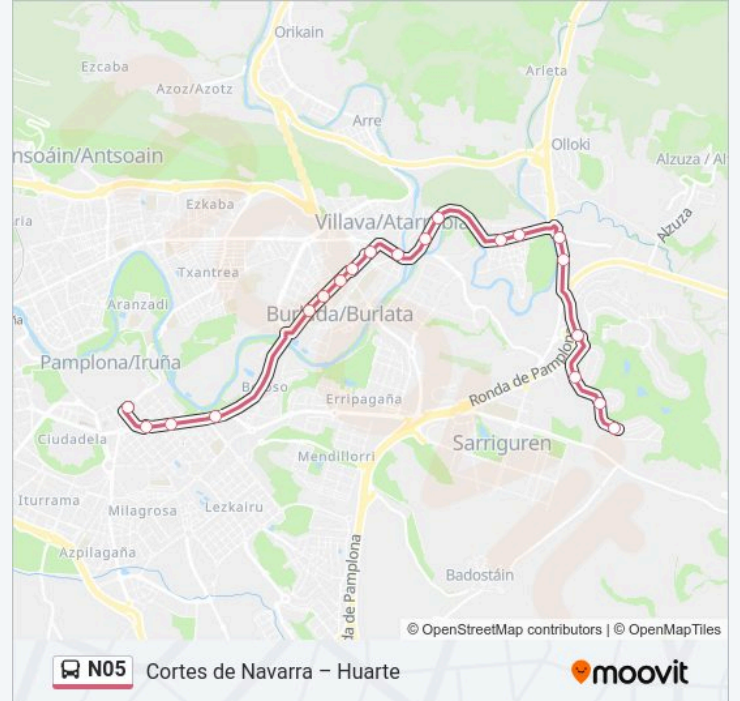 Orikain
Ezcaba
Arleta
Azoz/Azotz
Arre
Olloki
nsoáin/Antsoain
Alzuza / Al
Ezkaba
ria
Villava/Atarrabia
Alzuza
Txantrea
Aranzadi
Burlada/Burlata
Pamplona/Iruña
Ronda de Pamplona
Erripagaña
Ciudadela
Sarriguren
Mendillorri
Iturrama
Milagrosa
Lezkairu
Azpilagaña
da de Pamplona
Badostáin
© OpenStreetMap contributors | © OpenMapTiles
N05 Cortes de Navarra – Huarte
moovit